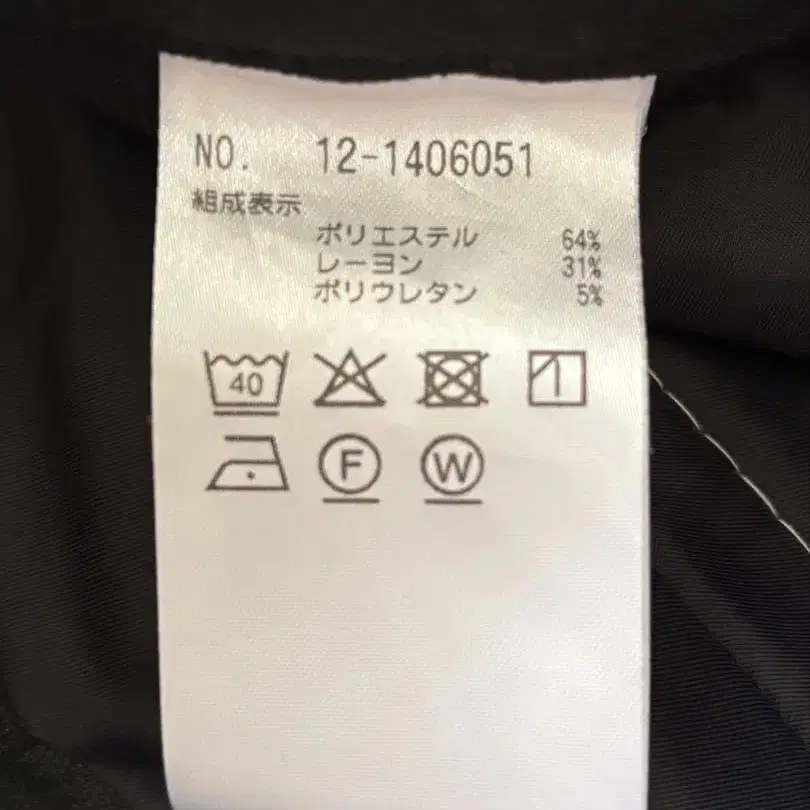 NO. 12-1406051
組成表示
ポリエステル 64%
レーヨン 31%
ポリウレタン 5%
40
F W